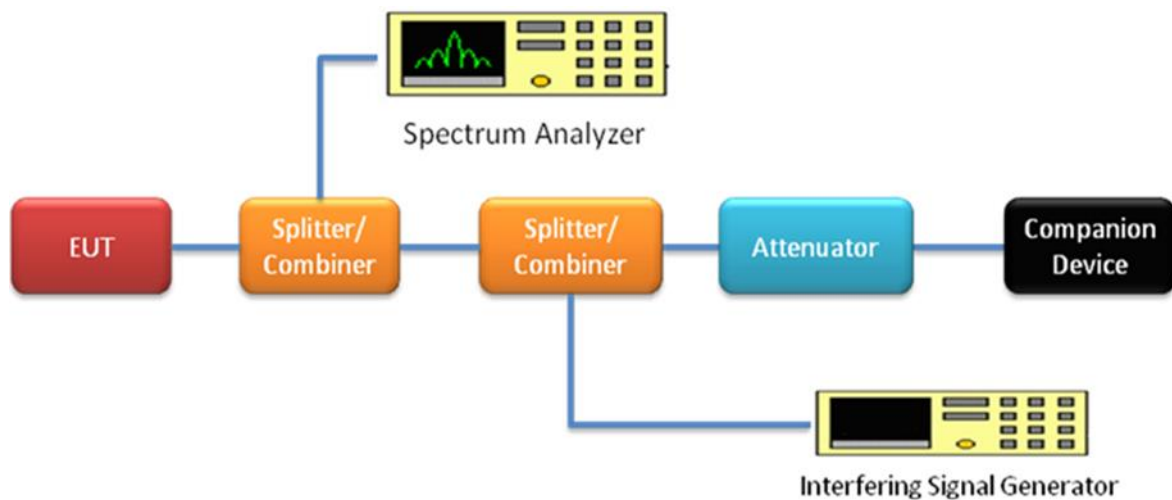 Spectrum Analyzer
EUT
Splitter/
Combiner
Splitter/
Combiner
Attenuator
Companion
Device
Interfering Signal Generator